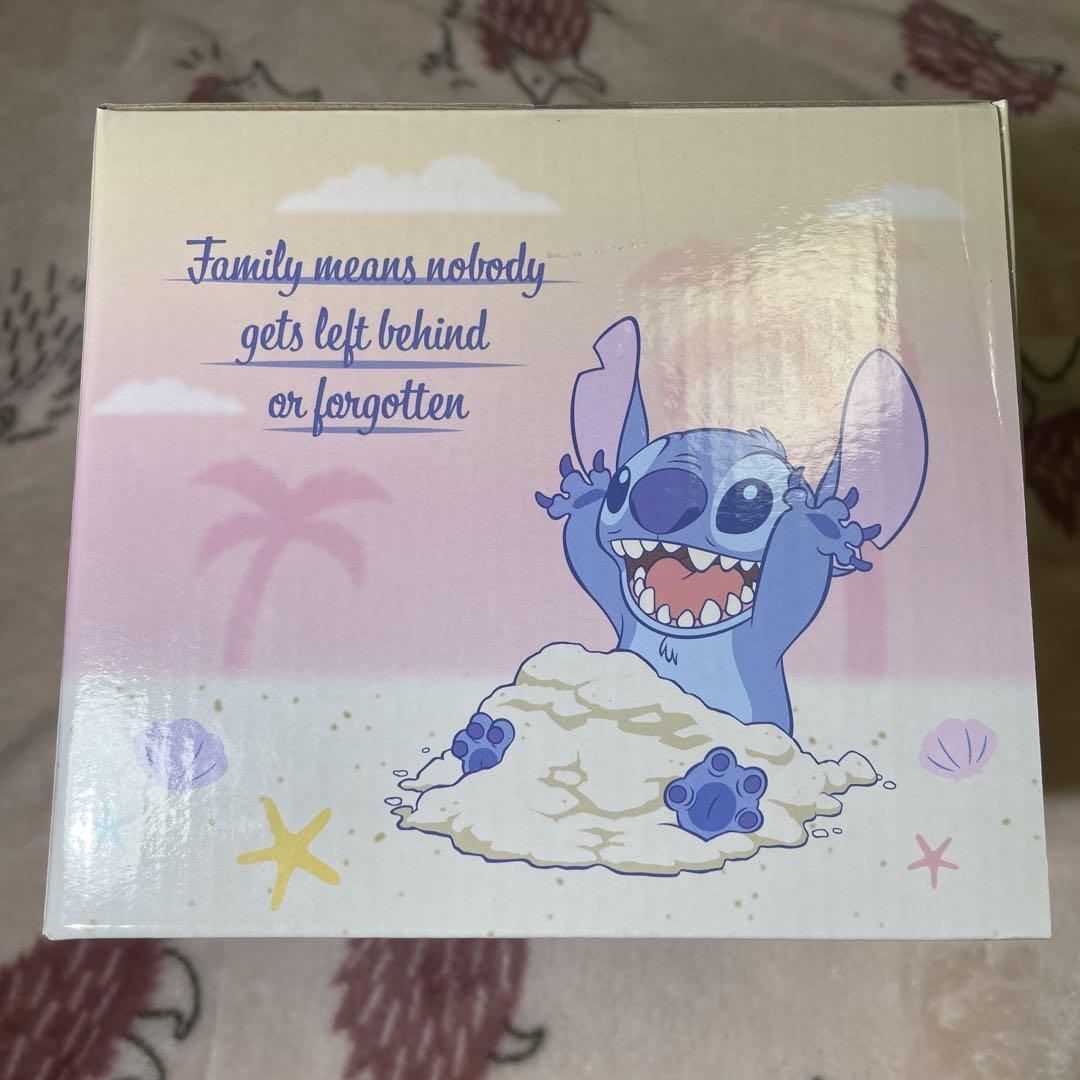 Family means nobody
gets left behind
or forgotten